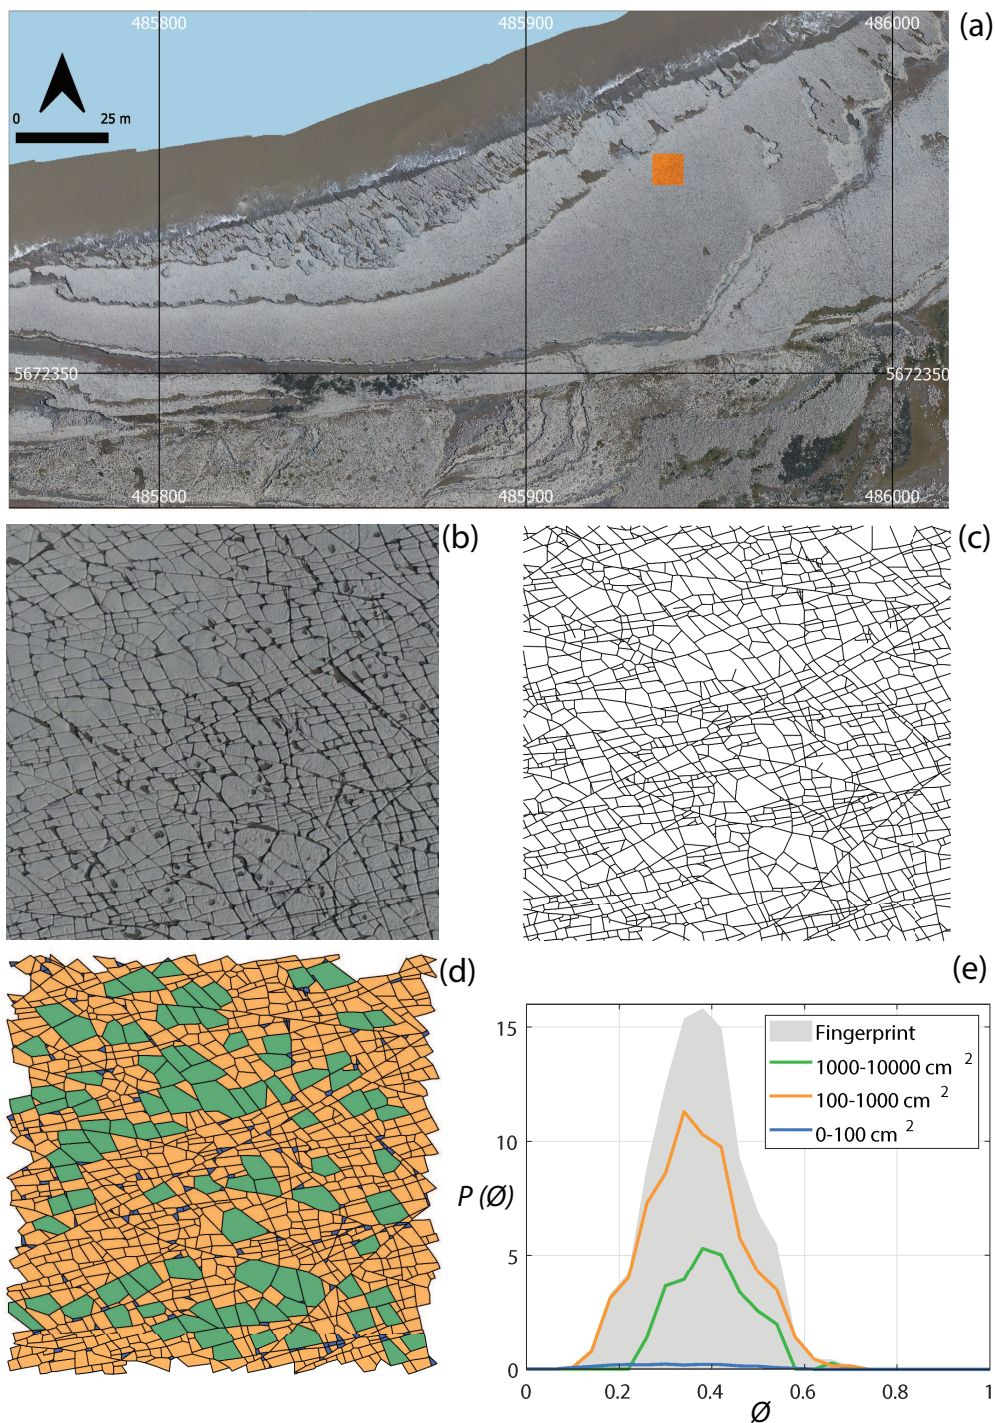 485800 485900 486000 (a)
0 25 m
5672350 5672350
485800 485900 486000
(b) (c)
(d) (e)
15
10
5
0
P (Ø)
Fingerprint
1000-10000 cm 2
100-1000 cm 2
0-100 cm 2
0 0.2 0.4 0.6 0.8 1
Ø